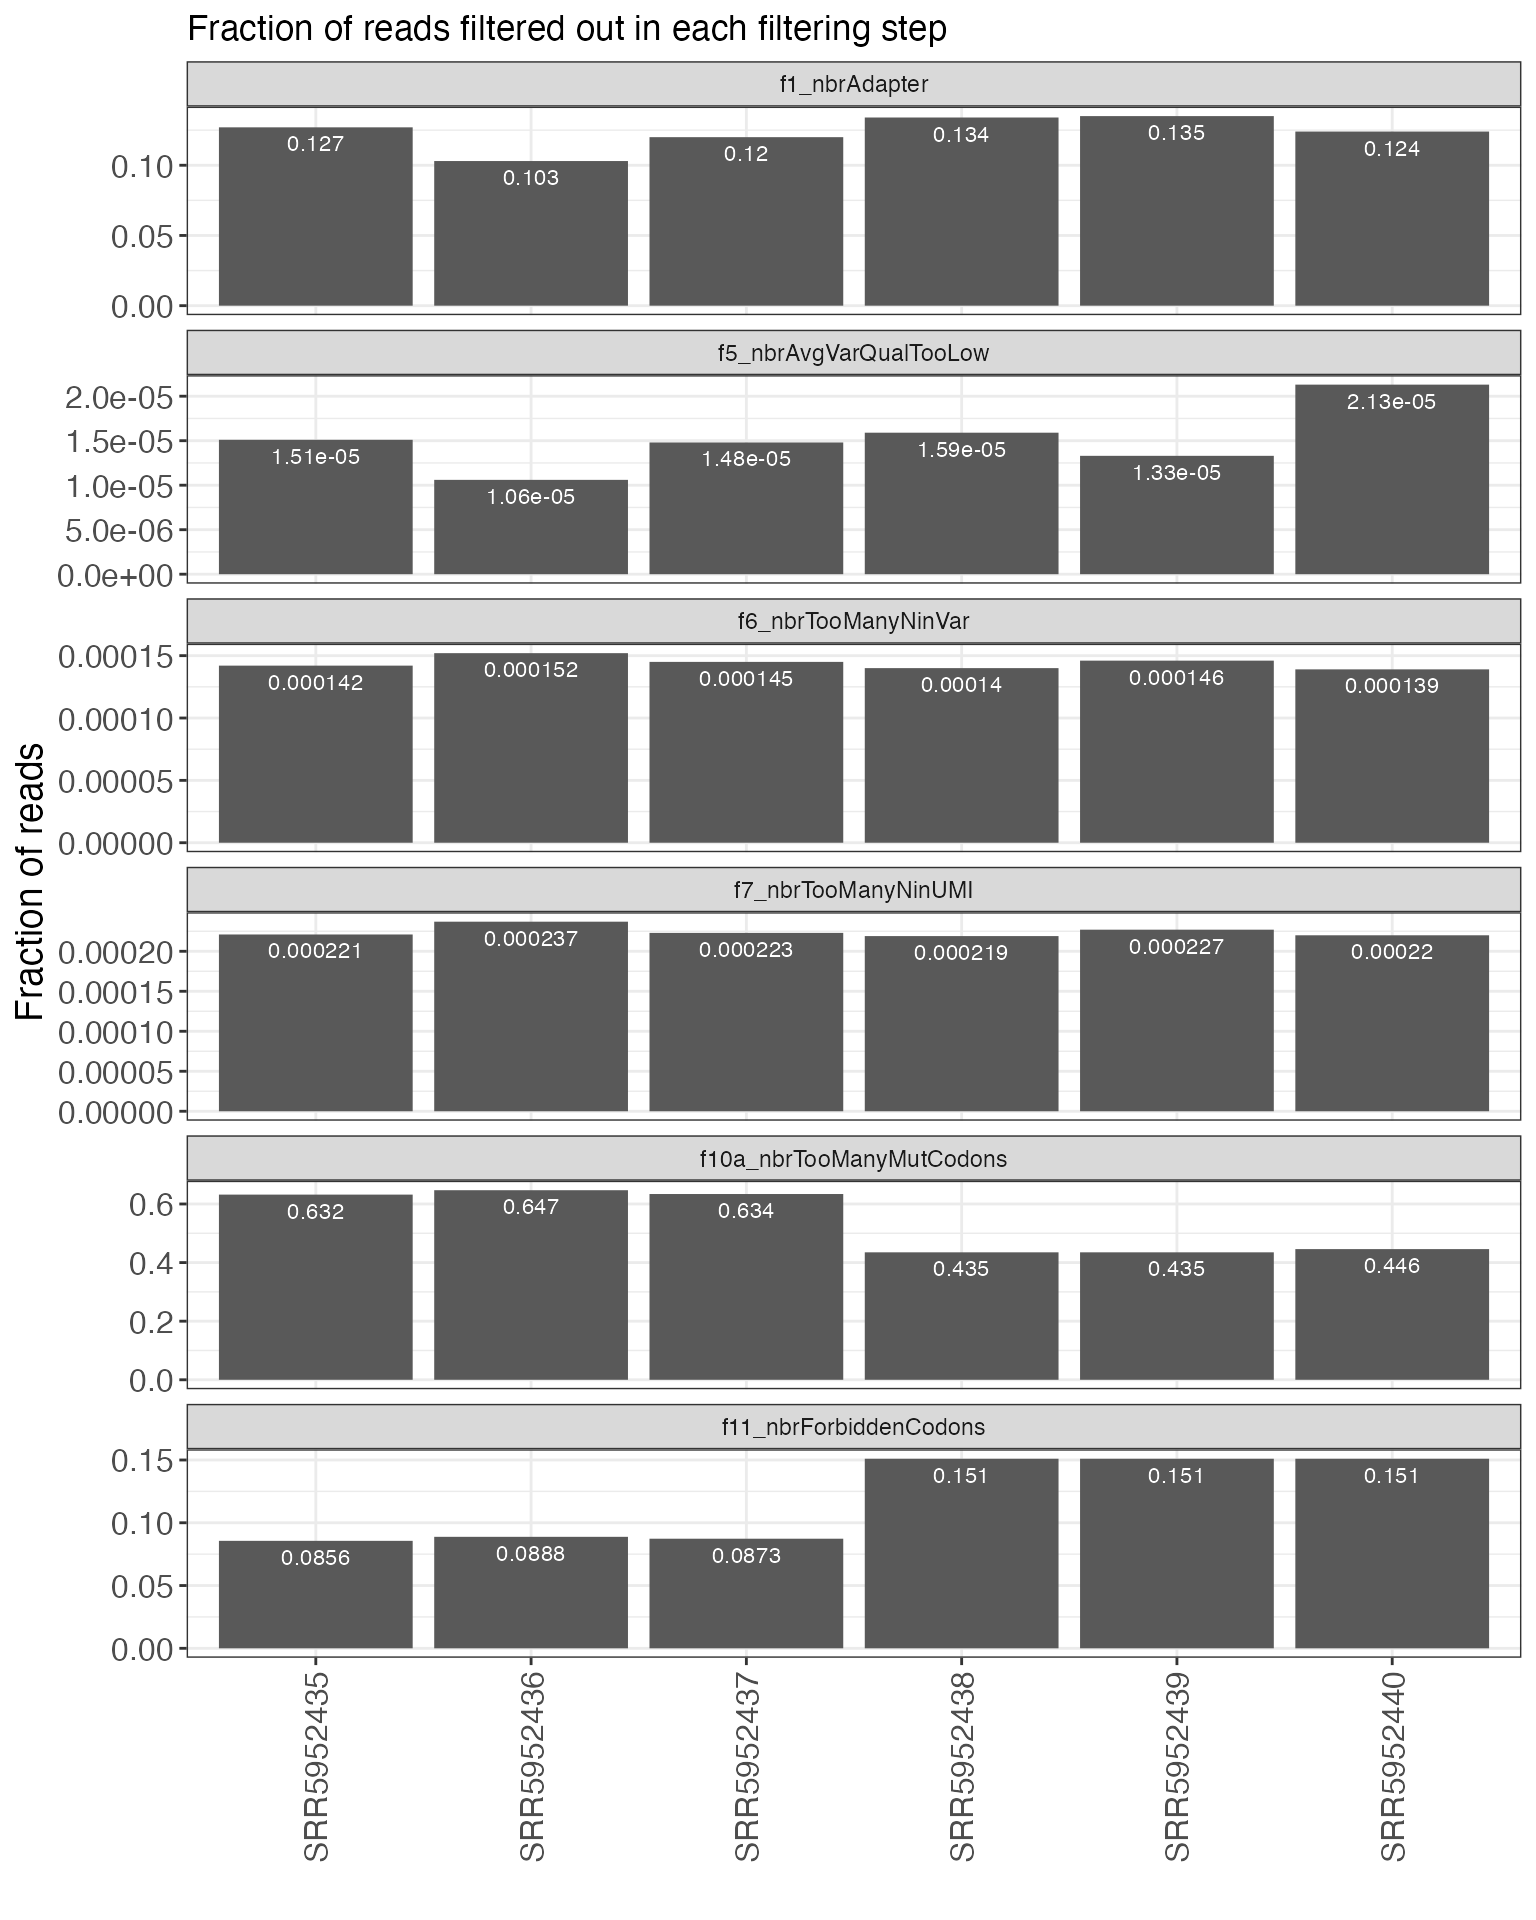 Fraction of reads filtered out in each filtering step
Fraction of reads
f1_nbrAdapter
0.10
0.05
0.00
0.127
0.103
0.12
0.134
0.135
0.124
f5_nbrAvgVarQualTooLow
2.0e-05
1.5e-05
1.0e-05
5.0e-06
0.0e+00
1.51e-05
1.06e-05
1.48e-05
1.59e-05
1.33e-05
2.13e-05
f6_nbrTooManyNinVar
0.00015
0.00010
0.00005
0.00000
0.000142
0.000152
0.000145
0.00014
0.000146
0.000139
f7_nbrTooManyNinUMI
0.00020
0.00015
0.00010
0.00005
0.00000
0.000221
0.000237
0.000223
0.000219
0.000227
0.00022
f10a_nbrTooManyMutCodons
0.6
0.4
0.2
0.0
0.632
0.647
0.634
0.435
0.435
0.446
f11_nbrForbiddenCodons
0.15
0.10
0.05
0.00
0.0856
0.0888
0.0873
0.151
0.151
0.151
SRR5952435
SRR5952436
SRR5952437
SRR5952438
SRR5952439
SRR5952440